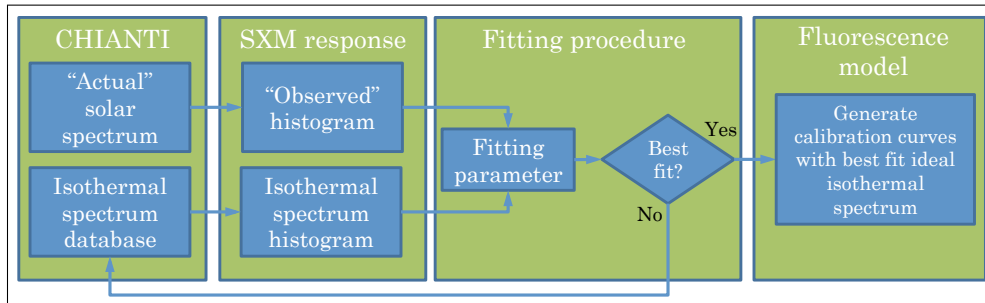 CHIANTI
“Actual”
solar
spectrum
Isothermal
spectrum
database
SXM response
“Observed”
histogram
Isothermal
spectrum
histogram
Fitting procedure
Fitting
parameter
Best
fit?
Yes
No
Fluorescence
model
Generate
calibration curves
with best fit ideal
isothermal
spectrum